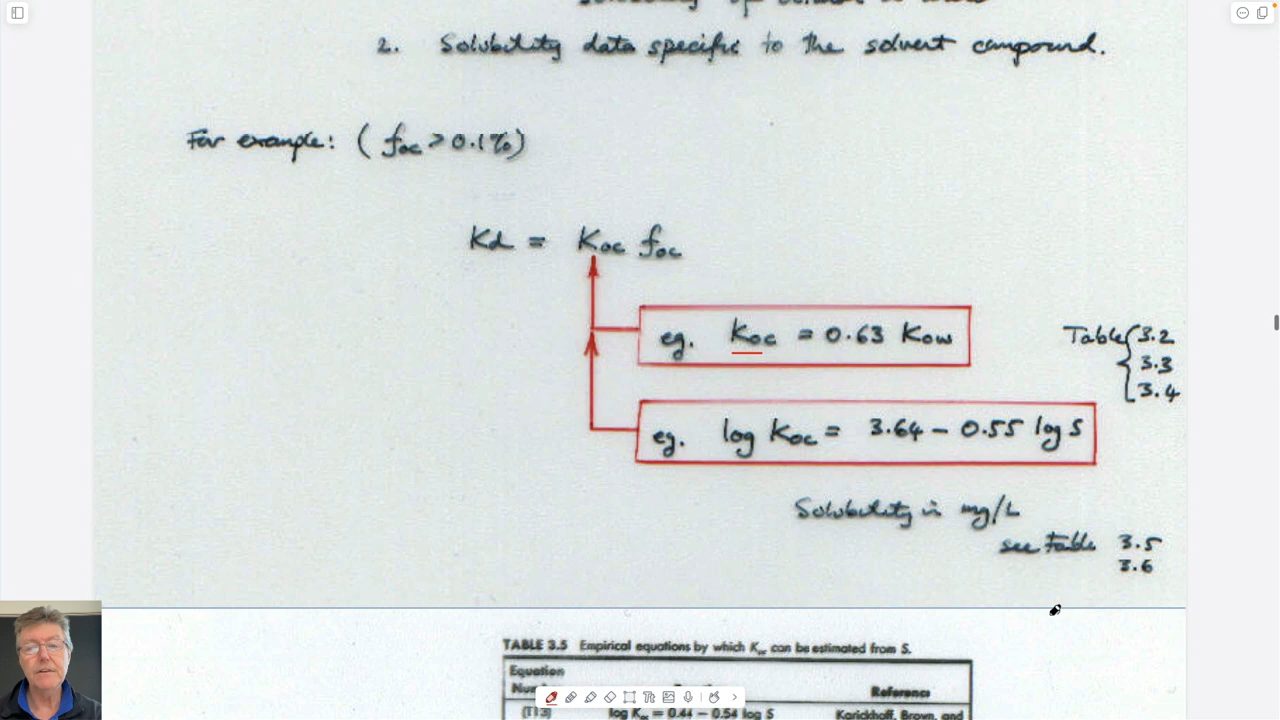 2. Solubility data specific to the solvent compound.
For example: ( foc > 0.1%)
Kd = Koc foc
eg. Koc = 0.63 Kow
Table { 3.2
3.3
3.4
eg. log Koc = 3.64 - 0.55 log S
Solubility in mg/L
see Table 3.5
3.6
TABLE 3.5 Empirical equations by which Koc can be estimated from S.
Equation
Reference
(T13) log Koc = 0.44 – 0.54 log S Karickhoff, Brown, and